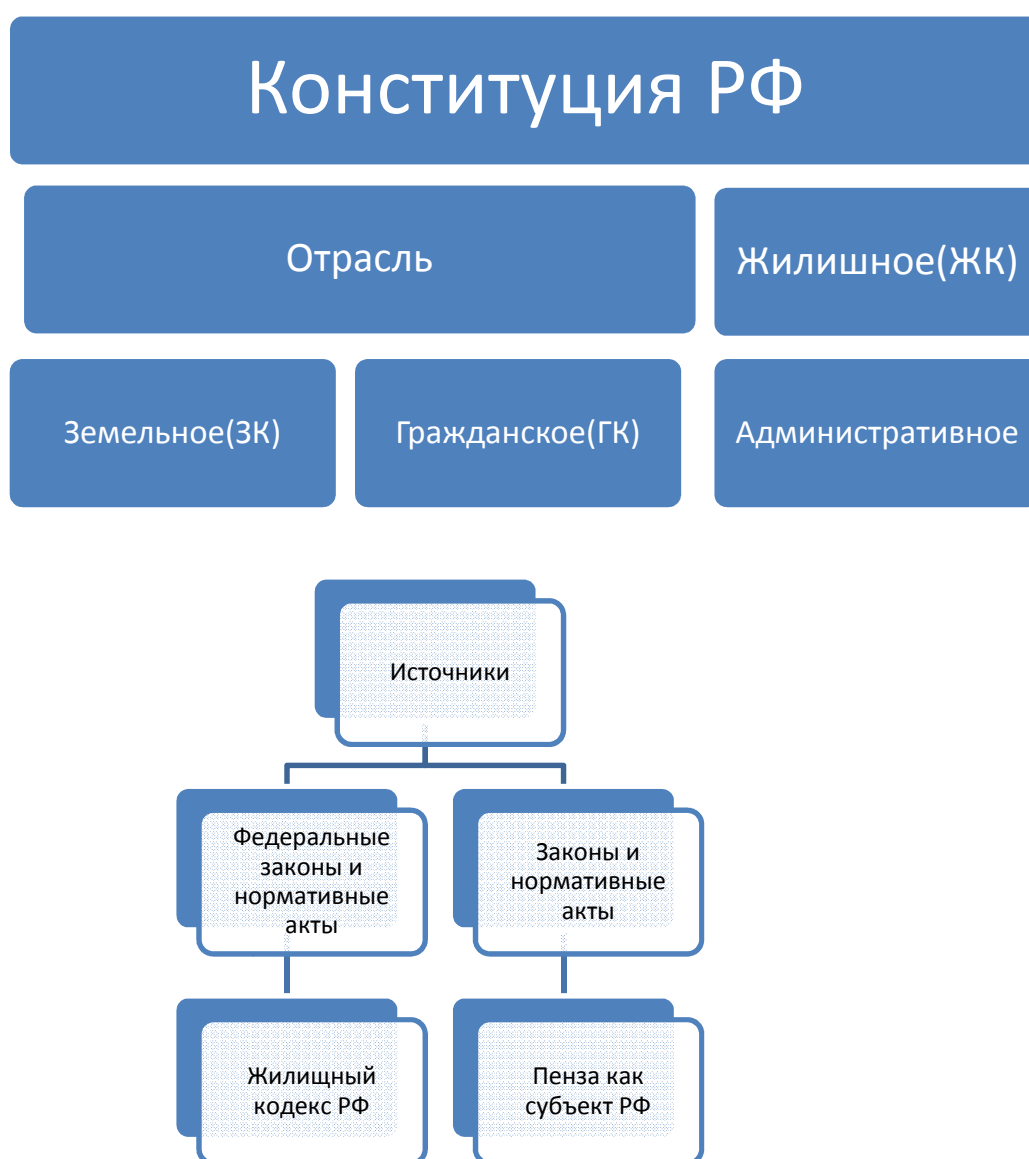 Конституция РФ
Отрасль
Жилишное(ЖК)
Земельное(ЗК)
Гражданское(ГК)
Административное
Источники
Федеральные
законы и
нормативные
акты
Законы и
нормативные
акты
Жилищный
кодекс РФ
Пенза как
субъект РФ